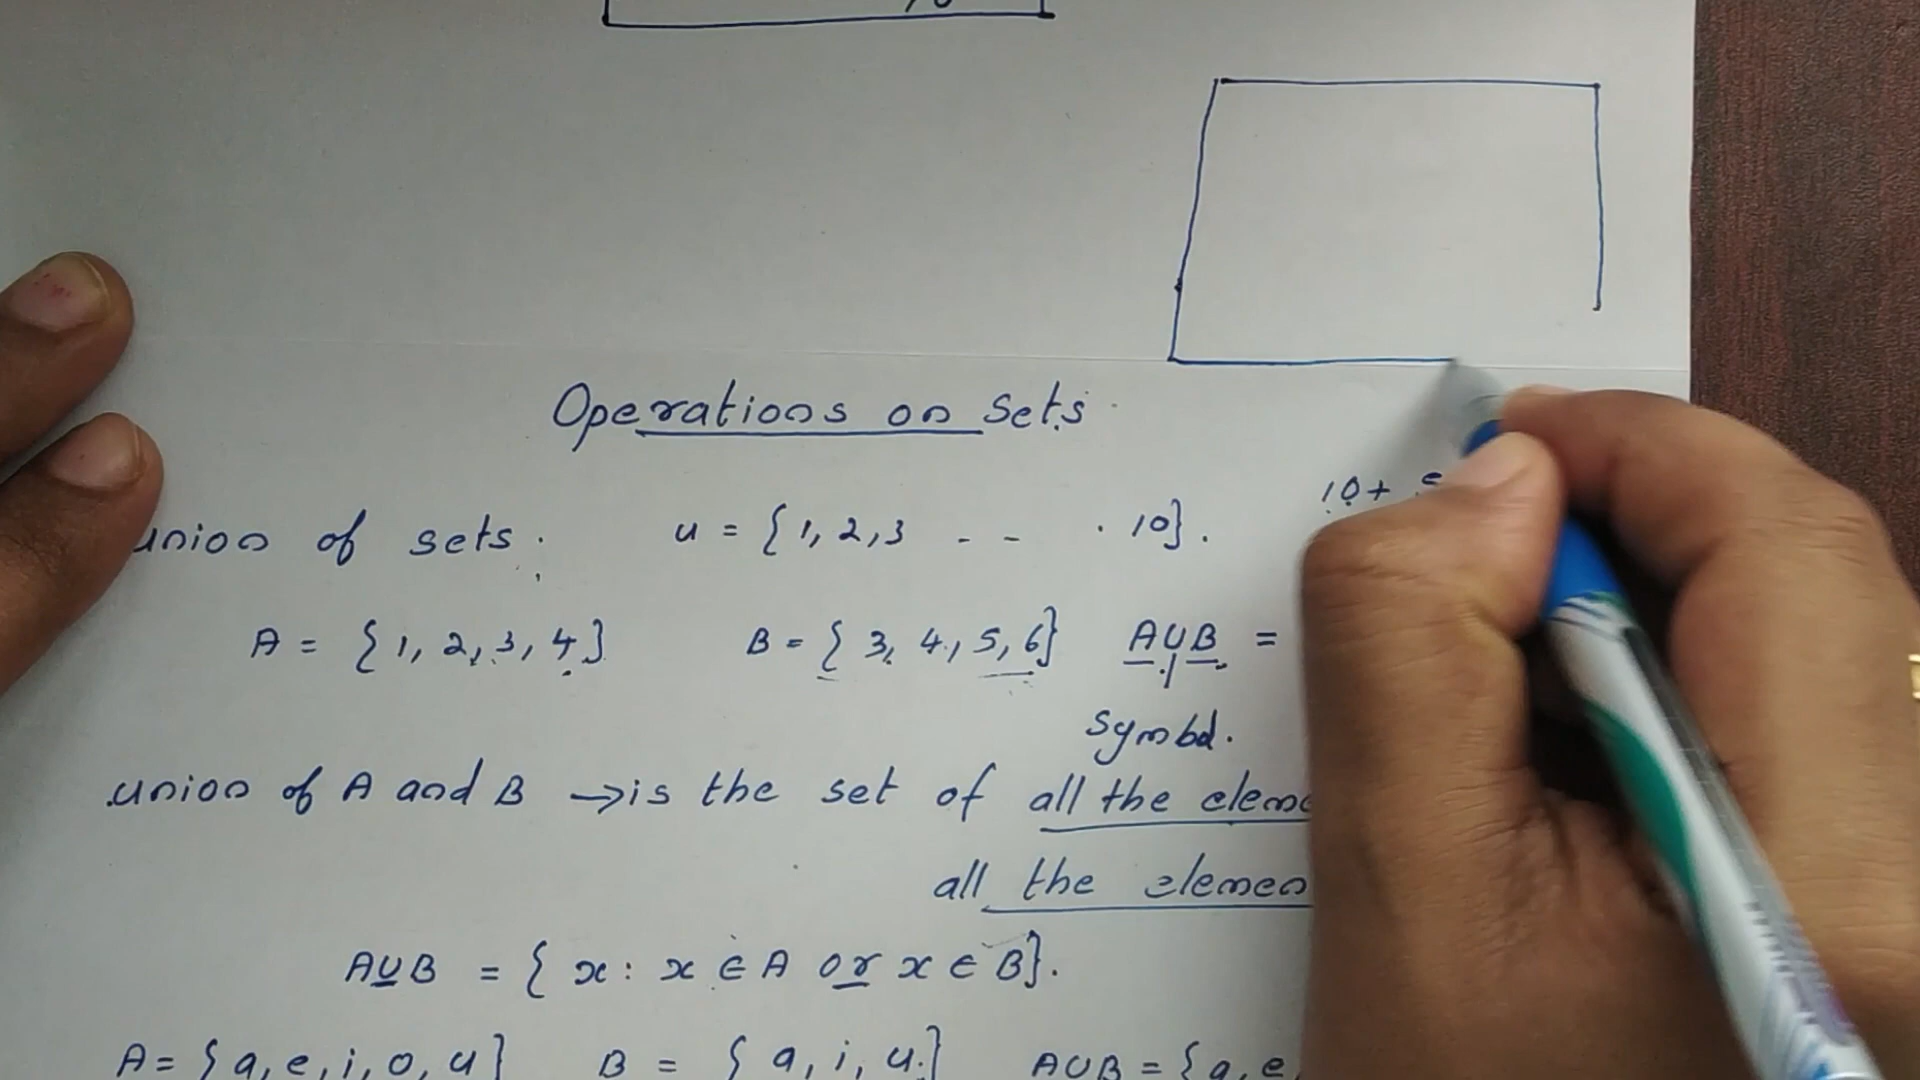 Operations on Sets
union of sets: u = {1, 2, 3 - - . 10}.
10+
A = {1, 2, 3, 4} B = {3, 4, 5, 6} AUB =
Symbol.
union of A and B → is the set of all the
all the
AUB = {x : x ∈ A or x ∈ B}.
A = {a, e, i, o, u} B = {a, i, u} AUB = {a, e,